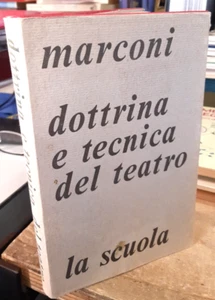 marconi
dottrina
e tecnica
del teatro
la scuola